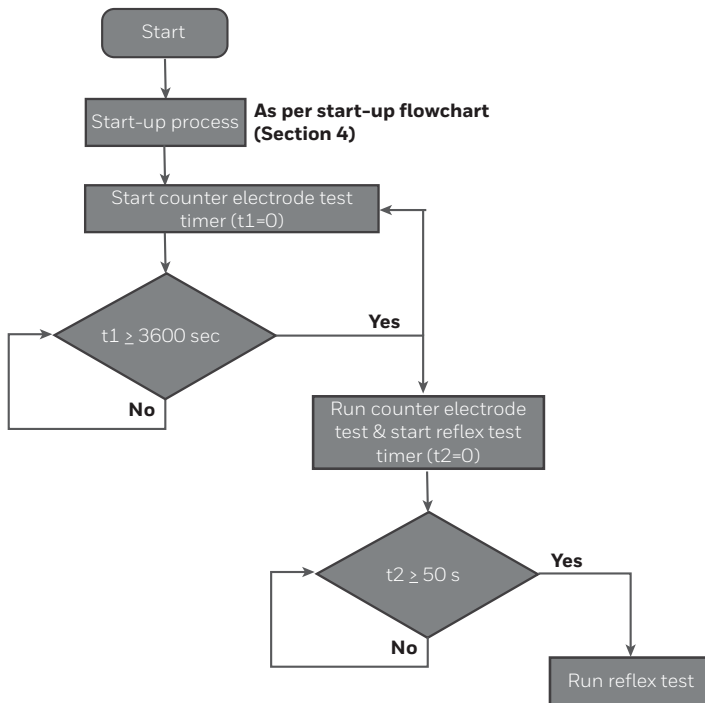 Start
Start-up process
As per start-up flowchart
(Section 4)
Start counter electrode test
timer (t1=0)
t1 ≥ 3600 sec
Yes
No
Run counter electrode
test & start reflex test
timer (t2=0)
t2 ≥ 50 s
Yes
No
Run reflex test